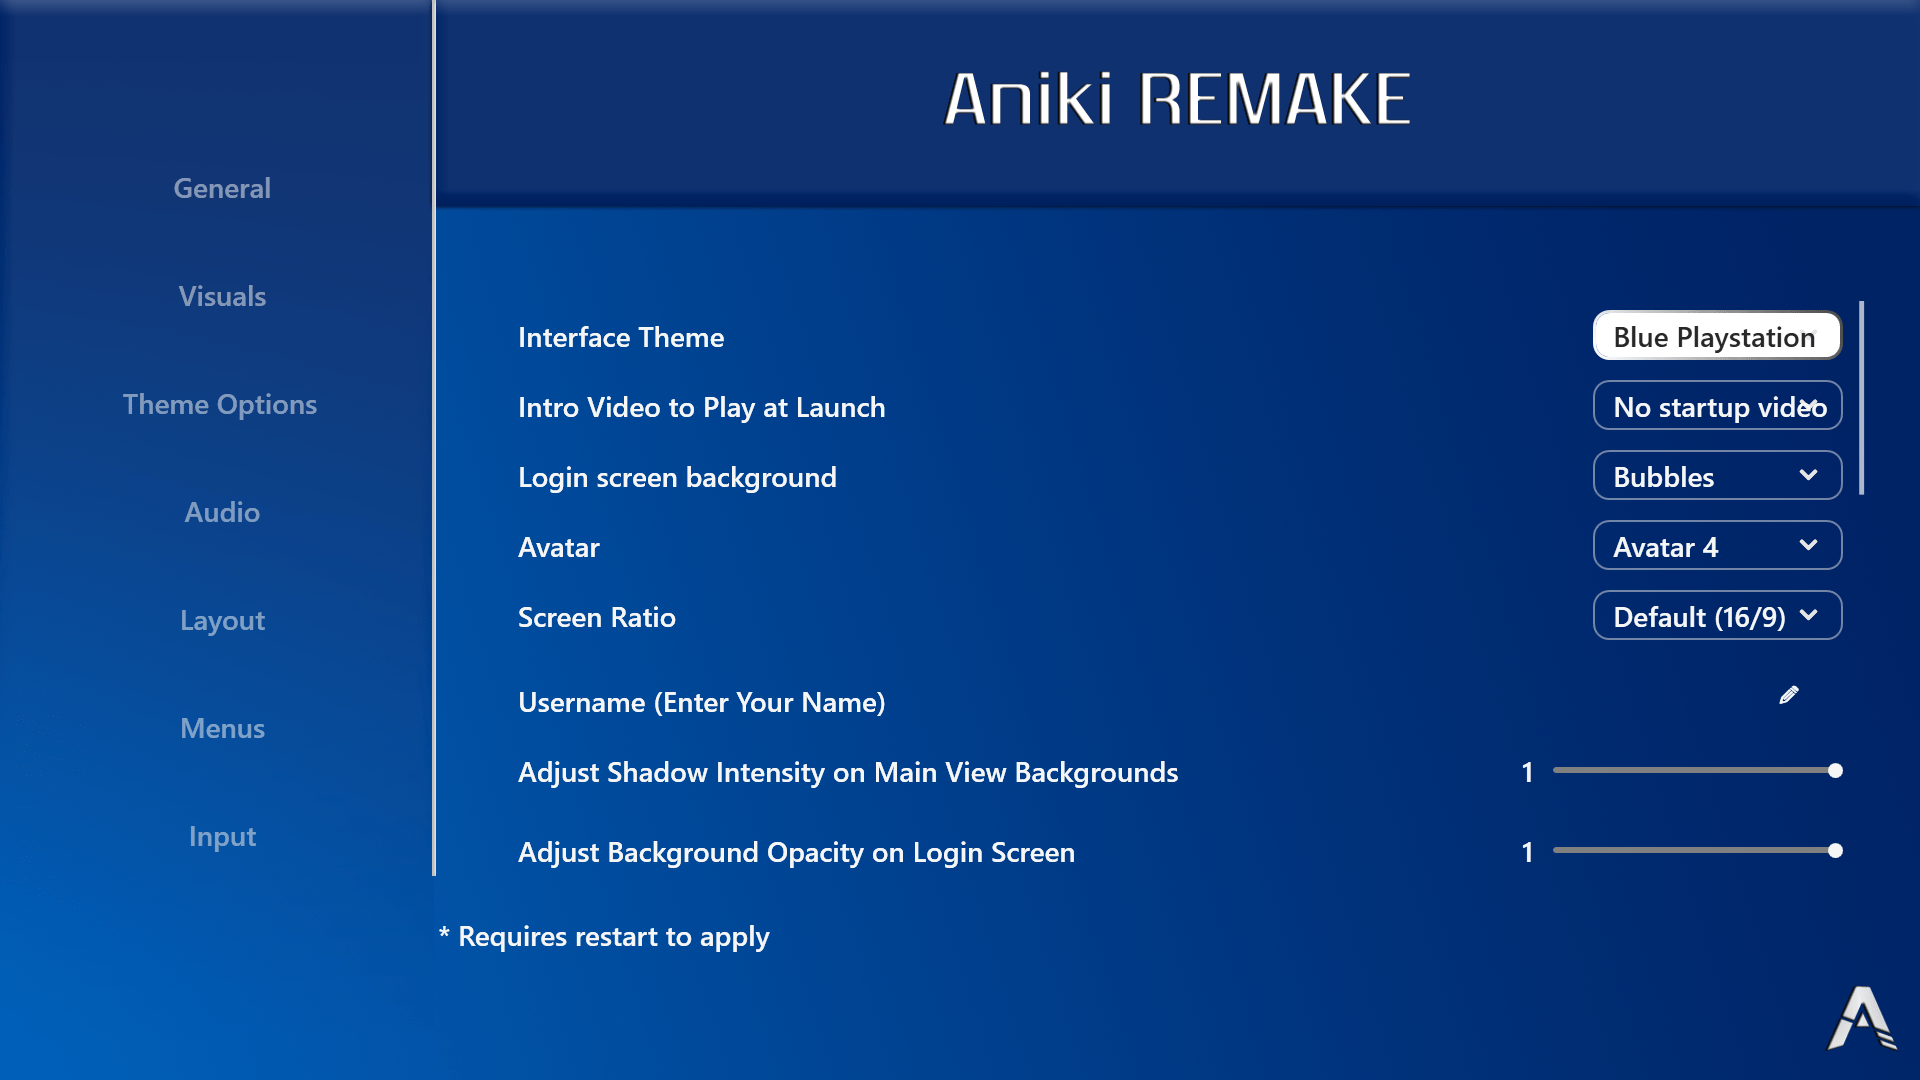 Aniki REMAKE
General
Visuals
Theme Options
Audio
Layout
Menus
Input
Interface Theme
Blue Playstation
Intro Video to Play at Launch
No startup video
Login screen background
Bubbles
Avatar
Avatar 4
Screen Ratio
Default (16/9)
Username (Enter Your Name)
Adjust Shadow Intensity on Main View Backgrounds
1
Adjust Background Opacity on Login Screen
1
* Requires restart to apply